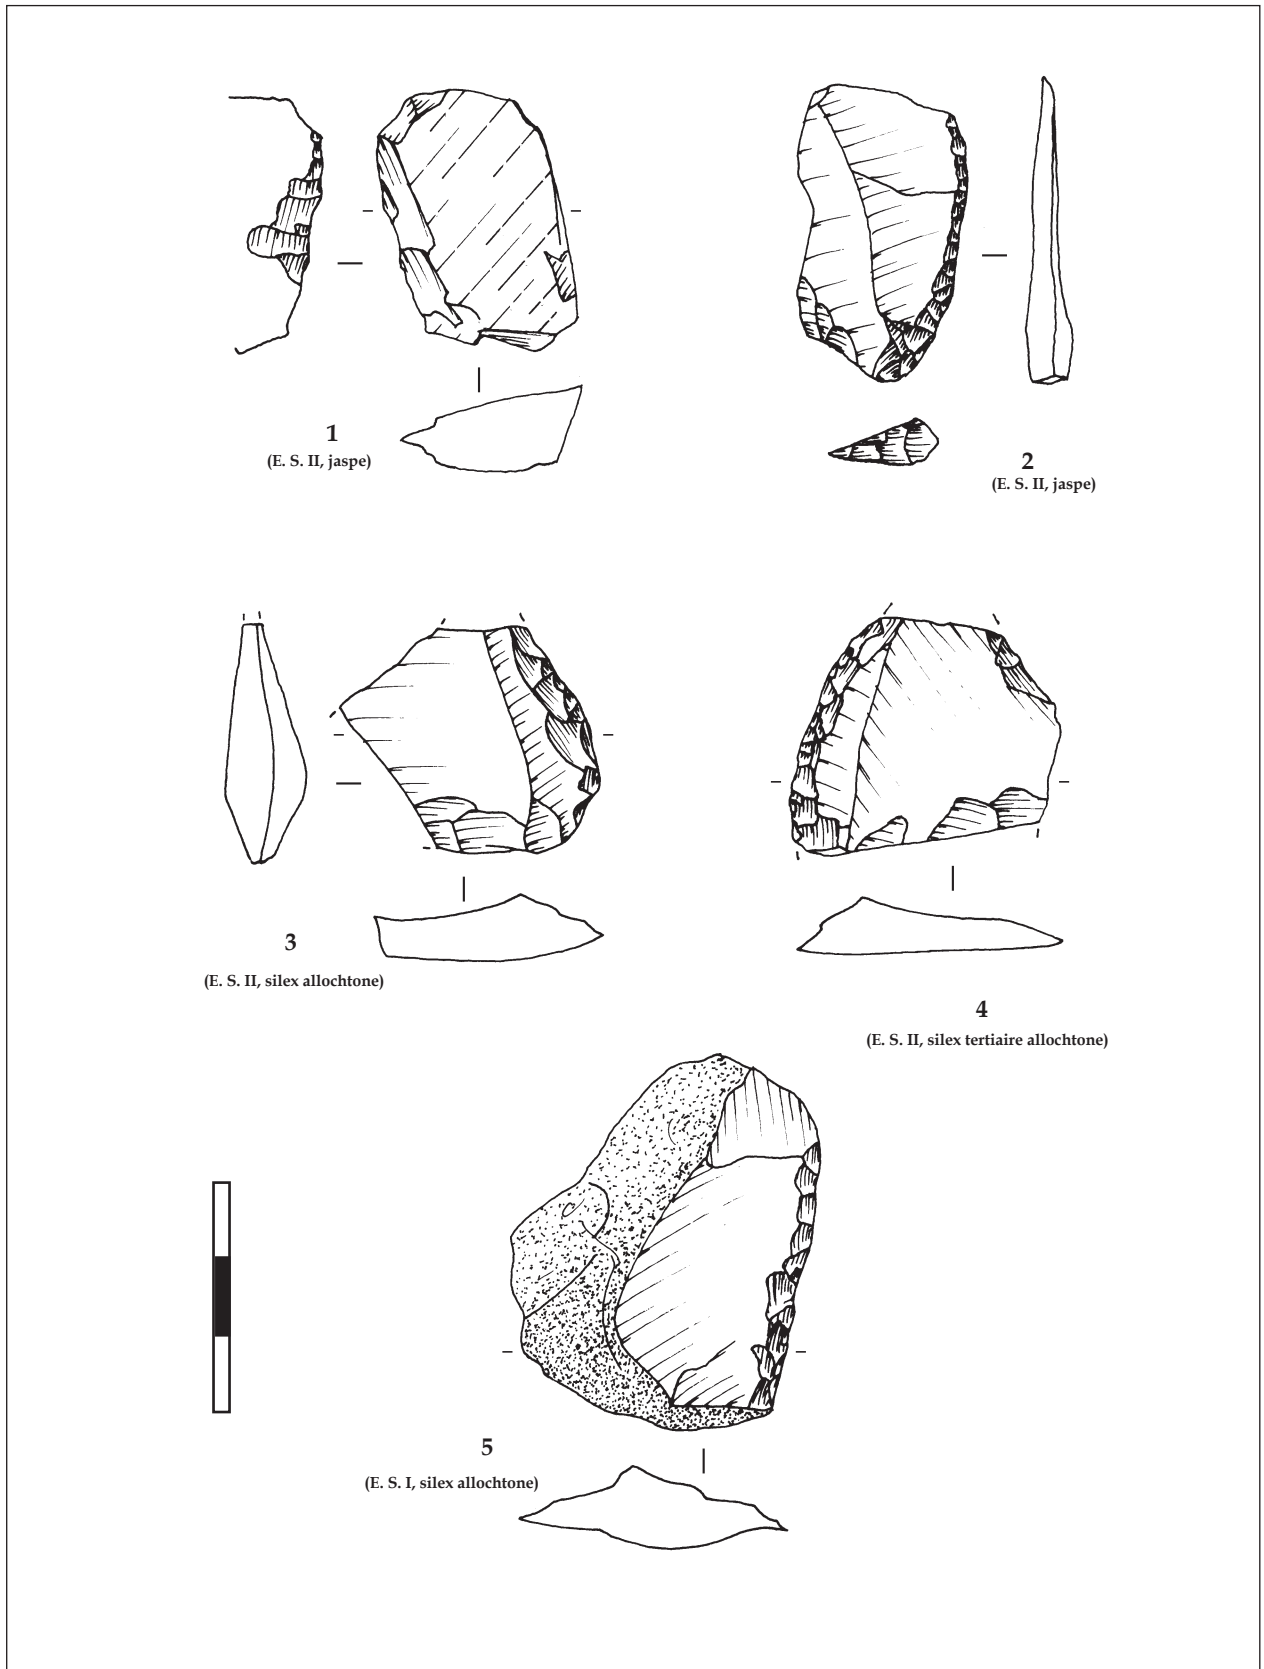 1
(E. S. II, jaspe)
2
(E. S. II, jaspe)
3
(E. S. II, silex allochtone)
4
(E. S. II, silex tertiaire allochtone)
5
(E. S. I, silex allochtone)